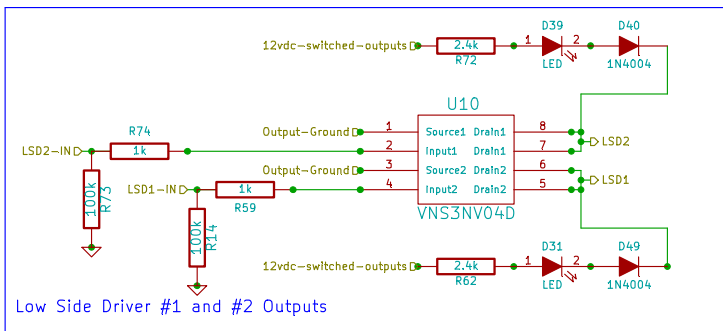 D39
D40
12vdc-switched-outputs
2.4k
1
2
R72
LED
1N4004
U10
R74
Output-Ground
1
Source1
Drain1
8
LSD2-IN
1k
2
Input1
Drain1
7
LSD2
Output-Ground
3
Source2
Drain2
6
100k
R73
LSD1-IN
1k
4
Input2
Drain2
5
LSD1
R59
VNS3NV04D
100k
R14
D31
D49
12vdc-switched-outputs
2.4k
1
2
R62
LED
1N4004
Low Side Driver #1 and #2 Outputs